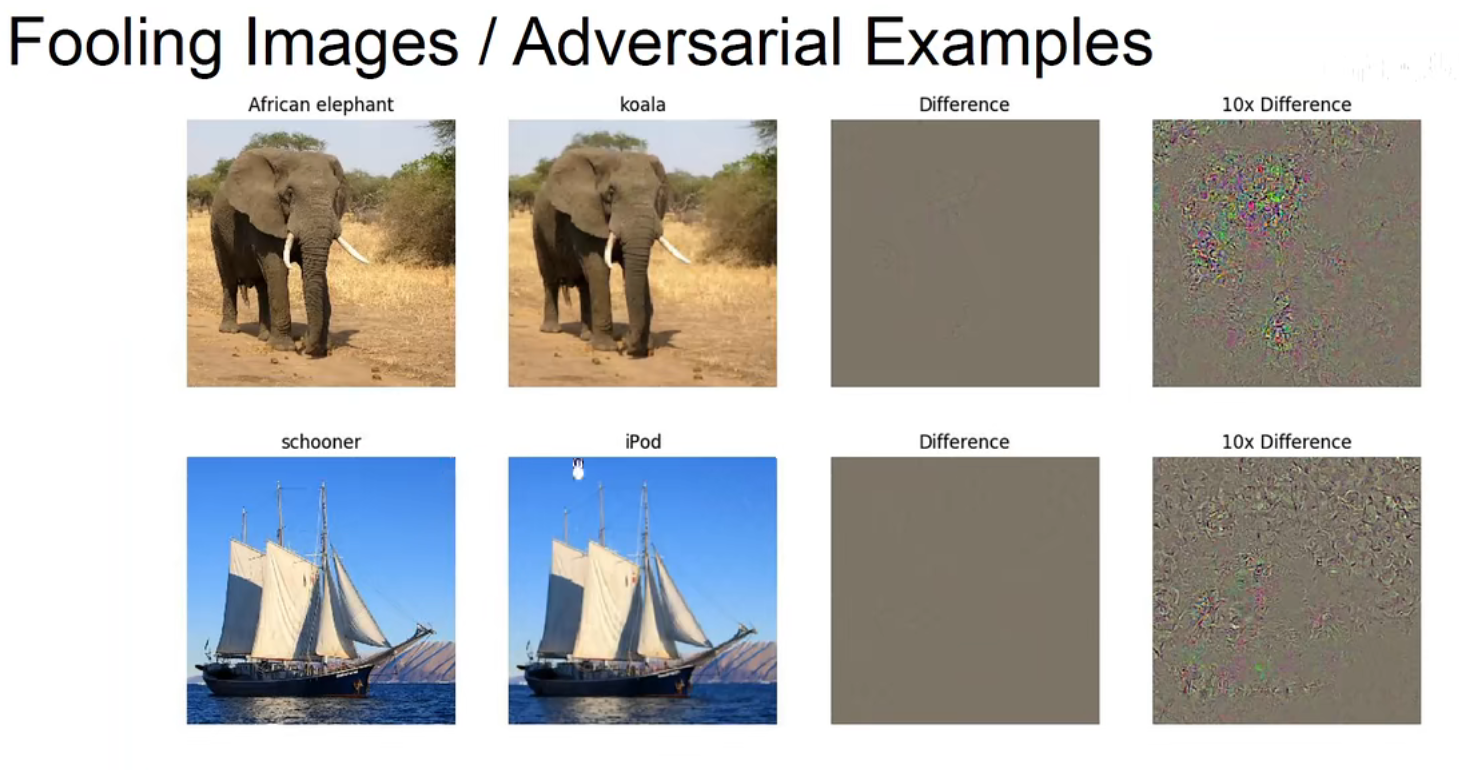 Fooling Images / Adversarial Examples
African elephant
koala
Difference
10x Difference
schooner
iPod
Difference
10x Difference